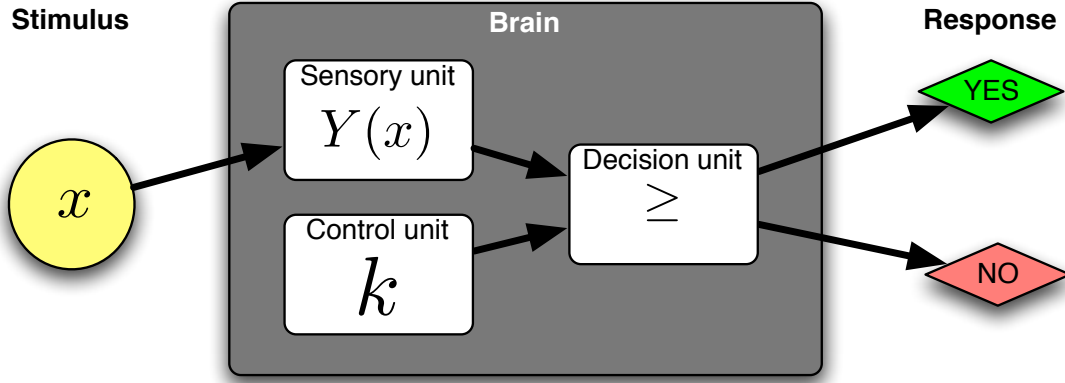 Stimulus
Brain
Response
Sensory unit
Y(x)
YES
x
Decision unit
≥
Control unit
k
NO